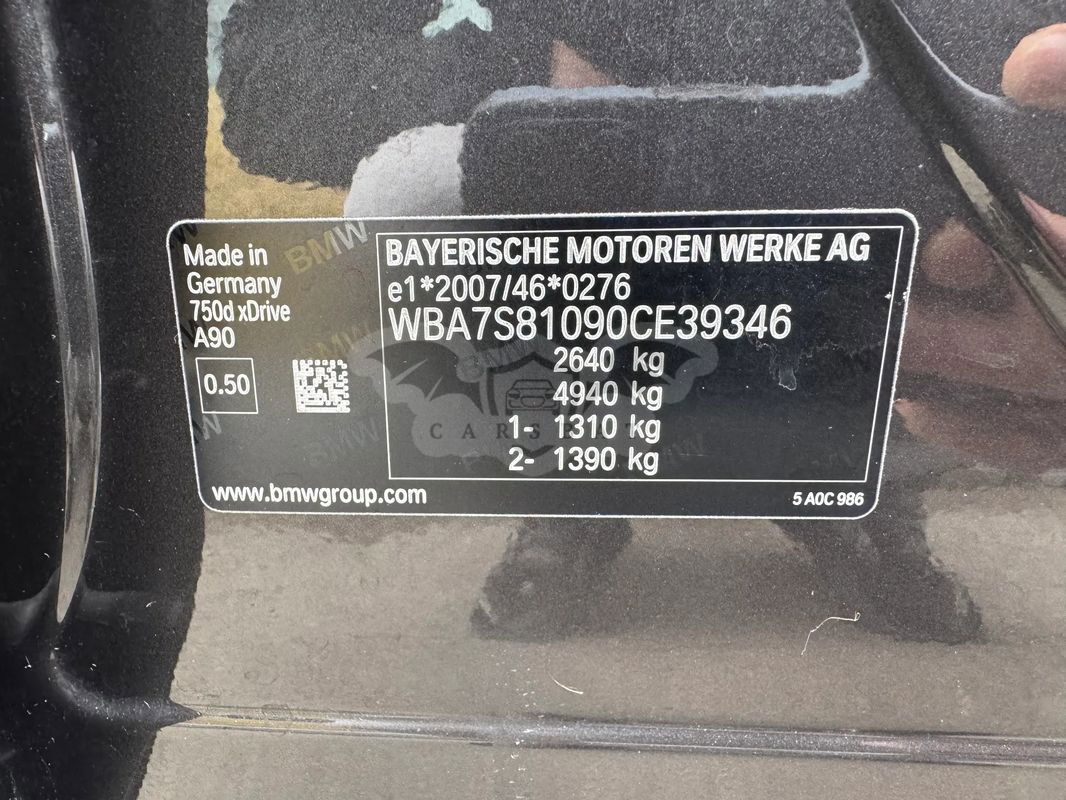 Made in
Germany
750d xDrive
A90
0.50
BMW
BAYERISCHE MOTOREN WERKE AG
e1*2007/46*0276
WBA7S81090CE39346
2640 kg
4940 kg
1- 1310 kg
2- 1390 kg
www.bmwgroup.com
5 A0C 986